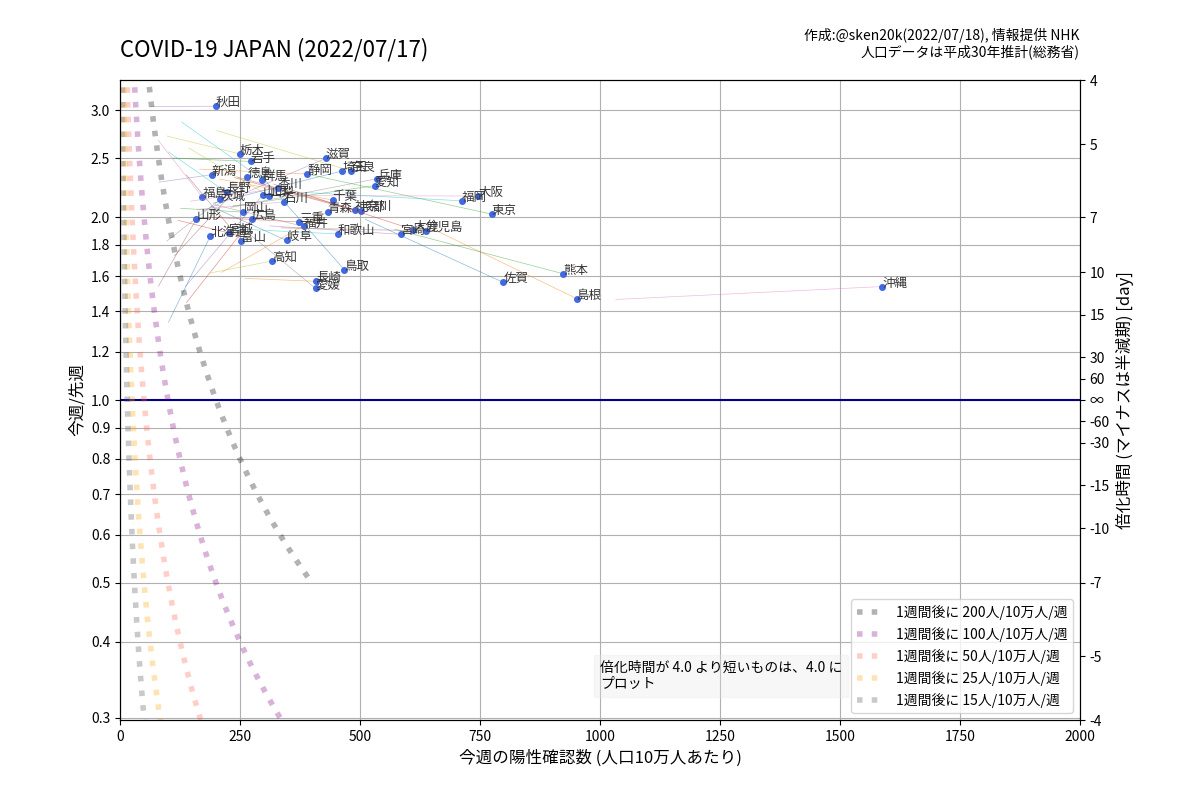 COVID-19 JAPAN (2022/07/17)
作成:@sken20k(2022/07/18), 情報提供 NHK
人口データは平成30年推計(総務省)
今週/先週
3.0
2.5
2.0
1.8
1.6
1.4
1.2
1.0
0.9
0.8
0.7
0.6
0.5
0.4
0.3
秋田
栃木
岩手
滋賀
新潟
徳島
群馬
静岡
埼玉
奈良
兵庫
愛知
福島
長野
茨城
山梨
香川
石川
千葉
福岡
大阪
東京
山形
岡山
広島
青森
京都
神奈川
北海道
宮城
富山
三重
福井
岐阜
和歌山
宮崎
大分
鹿児島
高知
鳥取
長崎
愛媛
佐賀
熊本
島根
沖縄
4
5
7
10
15
30
60
∞
-60
-30
-15
-10
-7
-5
-4
倍化時間 (マイナスは半減期) [day]
倍化時間が 4.0 より短いものは、4.0 に
プロット
1週間後に 200人/10万人/週
1週間後に 100人/10万人/週
1週間後に 50人/10万人/週
1週間後に 25人/10万人/週
1週間後に 15人/10万人/週
0
250
500
750
1000
1250
1500
1750
2000
今週の陽性確認数 (人口10万人あたり)